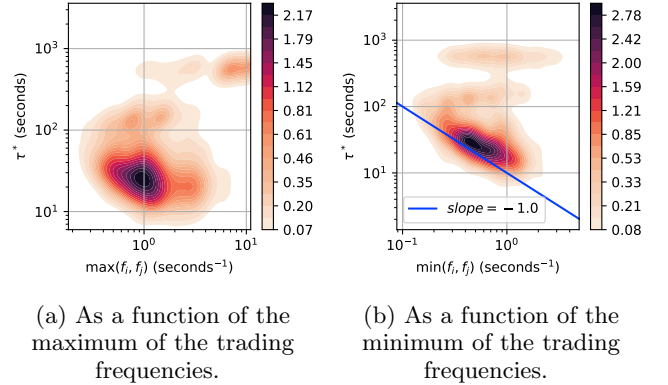 10³
10²
10¹
τ* (seconds)
10⁰
10¹
max(fᵢ, fⱼ) (seconds⁻¹)
2.17
1.79
1.45
1.12
0.81
0.61
0.46
0.35
0.20
0.07
10³
10²
10¹
τ* (seconds)
slope = −1.0
10⁻¹
10⁰
min(fᵢ, fⱼ) (seconds⁻¹)
2.78
2.42
2.00
1.59
1.21
0.85
0.53
0.33
0.21
0.08
(a) As a function of the
maximum of the trading
frequencies.
(b) As a function of the
minimum of the trading
frequencies.